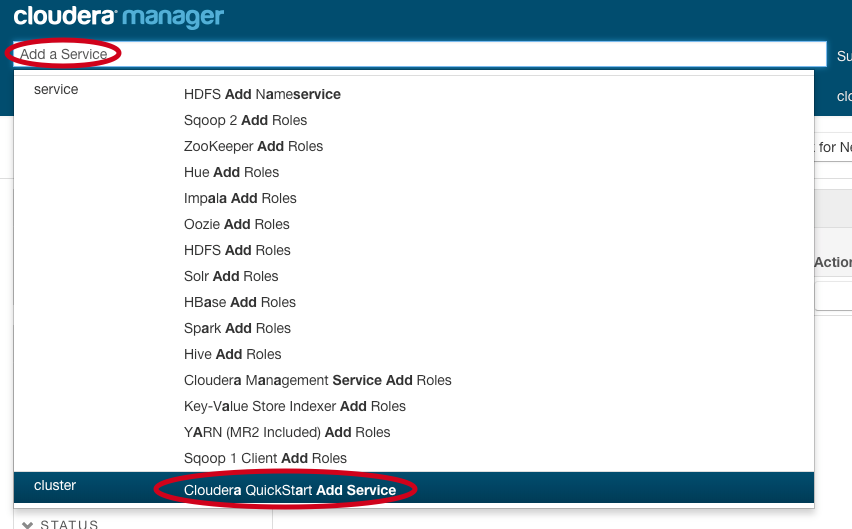 cloudera manager
Add a Service
Su
clo
service
HDFS Add Nameservice
Sqoop 2 Add Roles
ZooKeeper Add Roles
for Ne
Hue Add Roles
Impala Add Roles
Oozie Add Roles
HDFS Add Roles
Action
Solr Add Roles
HBase Add Roles
Spark Add Roles
Hive Add Roles
Cloudera Management Service Add Roles
Key-Value Store Indexer Add Roles
YARN (MR2 Included) Add Roles
Sqoop 1 Client Add Roles
cluster
Cloudera QuickStart Add Service
STATUS